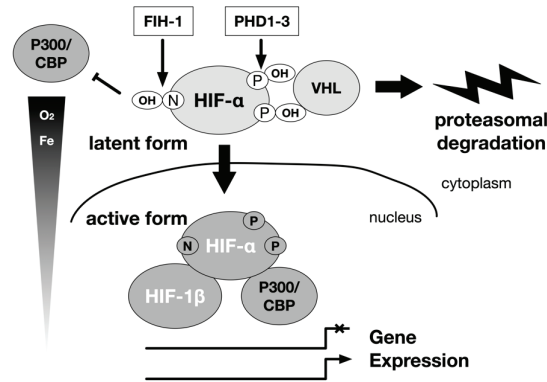 FIH-1
PHD1-3
P300/
CBP
P
OH
VHL
OH
N
HIF-α
P
OH
O2
Fe
latent form
proteasomal
degradation
cytoplasm
nucleus
active form
P
N
HIF-α
P
HIF-1β
P300/
CBP
Gene
Expression